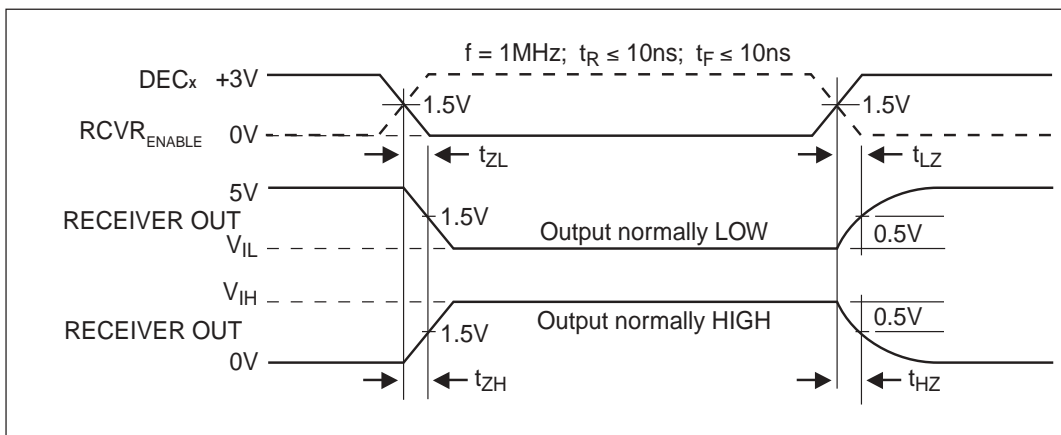 f = 1MHz; tR ≤ 10ns; tF ≤ 10ns
DECx +3V
1.5V
1.5V
RCVRENABLE 0V
tZL
tLZ
5V
RECEIVER OUT
1.5V
Output normally LOW
0.5V
VIL
VIH
RECEIVER OUT
1.5V
Output normally HIGH
0.5V
0V
tZH
tHZ